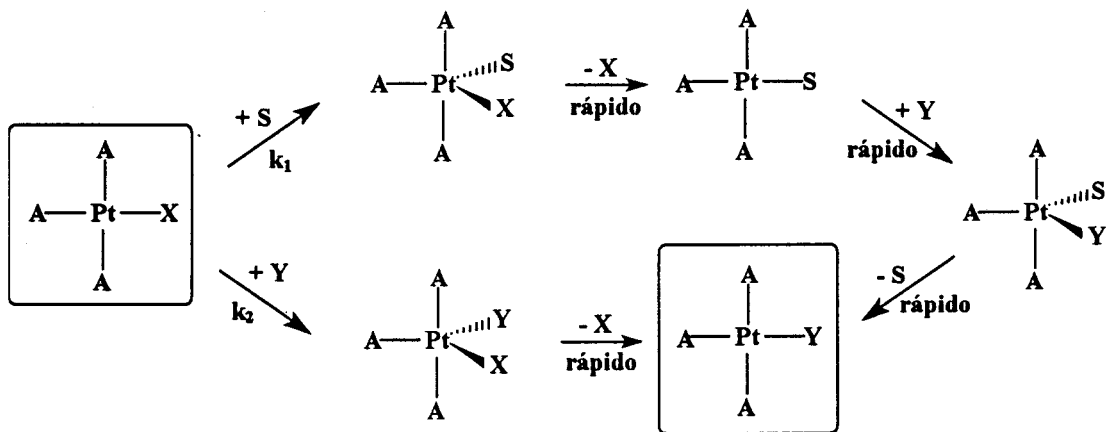 A
A—Pt—X
A
+ S
k₁
A
A—Pt
S
X
A
- X
rápido
A
A—Pt—S
A
+ Y
rápido
A
A—Pt
S
Y
A
- S
rápido
+ Y
k₂
A
A—Pt
Y
X
A
- X
rápido
A
A—Pt—Y
A